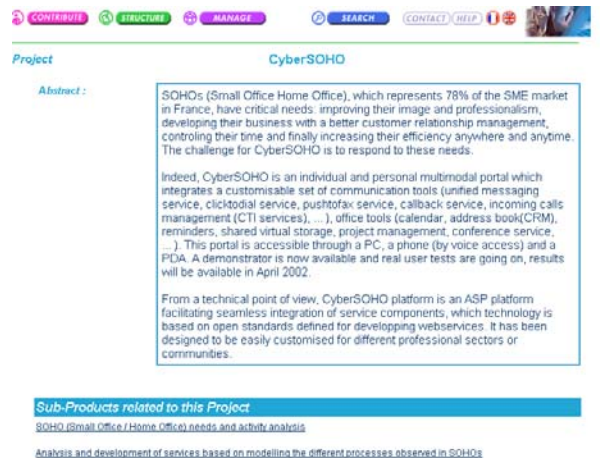 CONTRIBUTE STRUCTURE MANAGE SEARCH CONTACT HELP
Project CyberSOHO
Abstract :
SOHOs (Small Office Home Office), which represents 78% of the SME market
in France, have critical needs: improving their image and professionalism,
developing their business with a better customer relationship management,
controling their time and finally increasing their efficiency anywhere and anytime.
The challenge for CyberSOHO is to respond to these needs.
Indeed, CyberSOHO is an individual and personal multimodal portal which
integrates a customisable set of communication tools (unified messaging
service, clicktodial service, pushtofax service, callback service, incoming calls
management (CTI services), ... ), office tools (calendar, address book(CRM),
reminders, shared virtual storage, project management, conference service,
... ). This portal is accessible through a PC, a phone (by voice access) and a
PDA. A demonstrator is now available and real user tests are going on, results
will be available in April 2002.
From a technical point of view, CyberSOHO platform is an ASP platform
facilitating seamless integration of service components, which technology is
based on open standards defined for developping webservices. It has been
designed to be easily customised for different professional sectors or
communities.
Sub-Products related to this Project
SOHO (Small Office / Home Office) needs and activity analysis
Analysis and development of services based on modelling the different processes observed in SOHOs